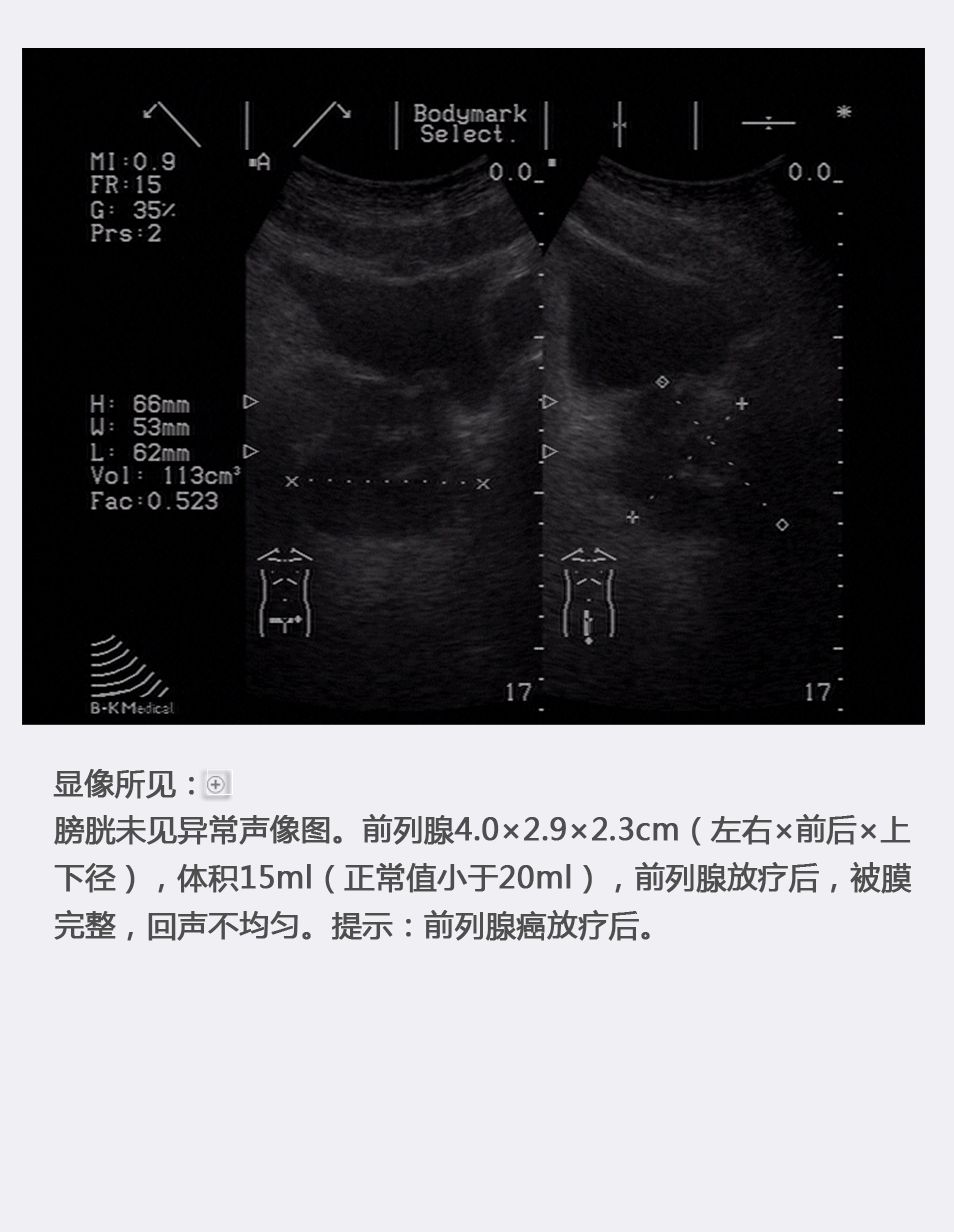 Bodymark
Select.
MI:0.9
FR:15
G: 35%
Prs:2
A
0.0
0.0
H: 66mm
W: 53mm
L: 62mm
Vol: 113cm³
Fac:0.523
17
17
B-K Medical
显像所见：
膀胱未见异常声像图。前列腺4.0×2.9×2.3cm（左右×前后×上
下径），体积15ml（正常值小于20ml），前列腺放疗后，被膜
完整，回声不均匀。提示：前列腺癌放疗后。